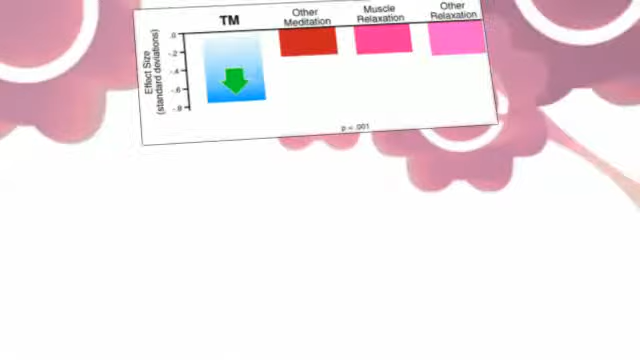 TM
Other
Meditation
Muscle
Relaxation
Other
Relaxation
Effect Size
(standard deviations)
.0
-.2
-.4
-.6
-.8
p < .001